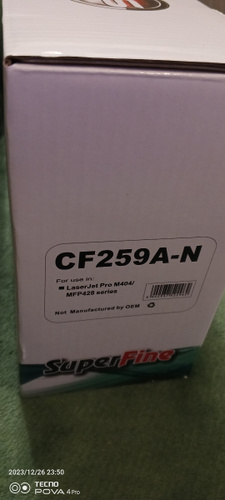 CF259A-N
For use in:
LaserJet Pro M404/
MFP429 series
Not Manufactured by OEM
SuperFine
2023/12/26 23:50
TECNO
POVA 4 Pro